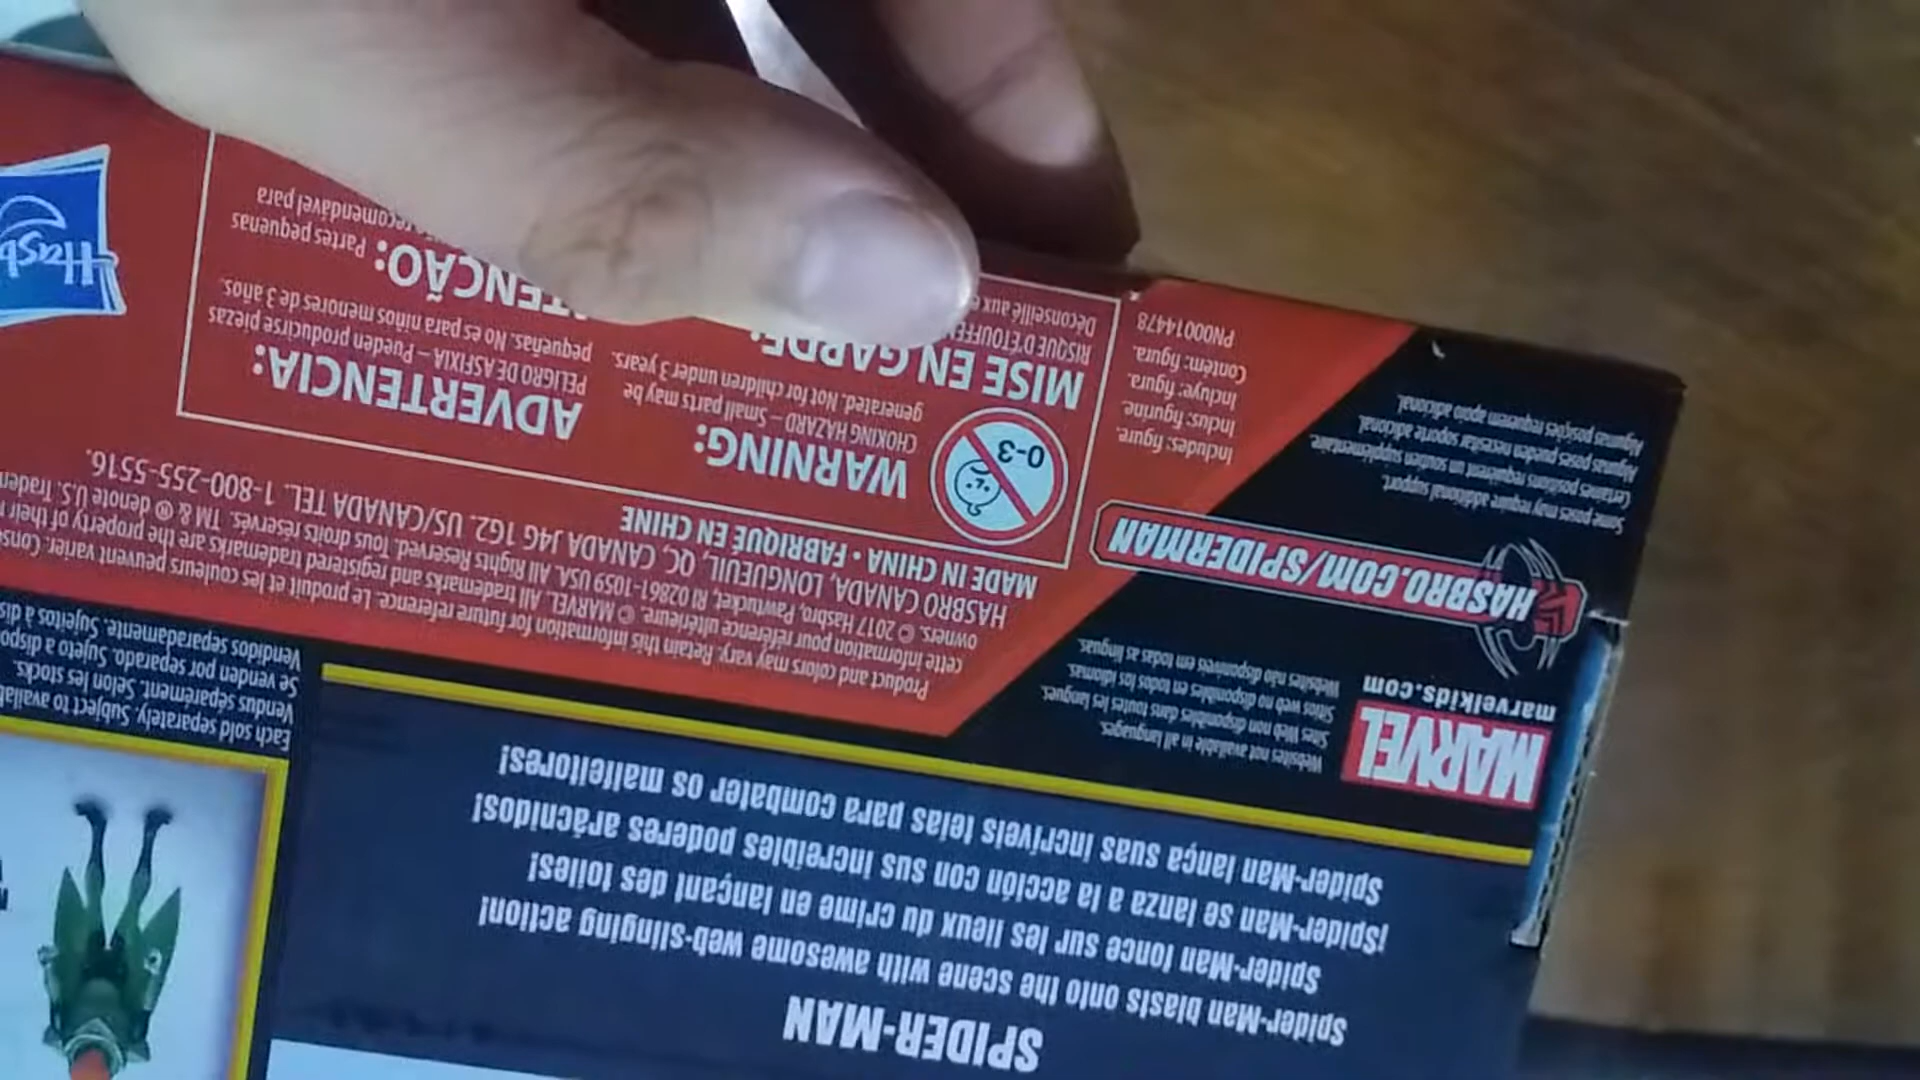 SPIDER-MAN
Spider-Man blasts onto the scene with awesome web-slinging action!
Spider-Man fonce sur les lieux du crime en lançant des toiles!
¡Spider-Man se lanza a la acción con sus increíbles poderes arácnidos!
Spider-Man lança suas incríveis teias para combater os malfeitores!
MARVEL
marvelkids.com
Websites not available in all languages.
Sites Web non disponibles dans toutes les langues.
Sitios web no disponibles en todos los idiomas.
Websites não disponíveis em todas as línguas.
HASBRO.COM/SPIDERMAN
Some poses may require additional support.
Certaines positions requièrent un soutien supplémentaire.
Algunas poses pueden necesitar soporte adicional.
Algumas posições requerem apoio adicional.
Each sold separately. Subject to
Vendus séparément. Selon les stocks
Se venden por separado. Sujeto a
Vendidos separadamente. Sujeitos à
Product and colors may vary. Retain this information for future reference. Le produit et les couleurs peuvent varier.
cette information pour référence ultérieure. © MARVEL. All trademarks and registered trademarks are the property of their
owners. © 2017 Hasbro, Pawtucket, RI 02861-1059 USA. All Rights Reserved. Tous droits réservés. TM & ® denote U.S.
HASBRO CANADA, LONGUEUIL, QC, CANADA J4G 1G2. US/CANADA TEL. 1-800-255-5516.
MADE IN CHINA • FABRIQUÉ EN CHINE
Includes: figure.
Inclus: figurine.
Incluye: figura.
Contém: figura.
PN00014478
0-3
WARNING:
CHOKING HAZARD – Small parts may be
generated. Not for children under 3 years.
ADVERTENCIA:
PELIGRO DE ASFIXIA – Pueden producirse piezas
pequeñas. No es para niños menores de 3 años.
MISE EN GARDE:
RISQUE
Déconseillé aux
Partes pequenas
para